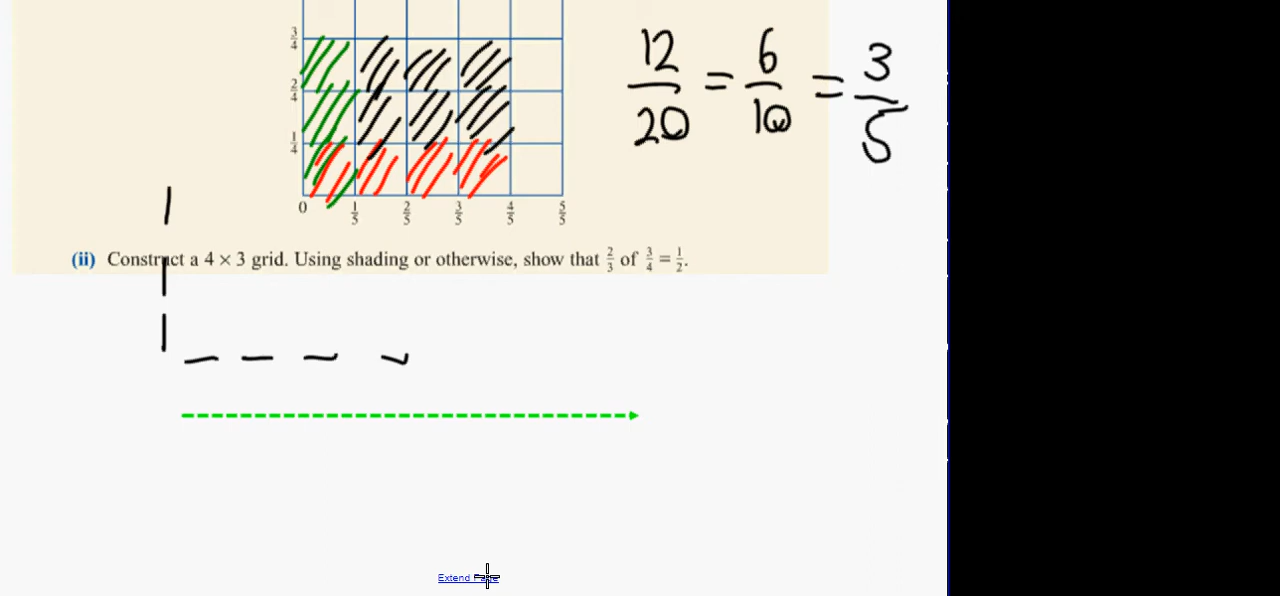 3/4
2/4
1/4
0 1/5 2/5 3/5 4/5 5/5
12/20 = 6/10 = 3/5
(ii) Construct a 4 × 3 grid. Using shading or otherwise, show that 2/3 of 3/4 = 1/2.
Extend Page